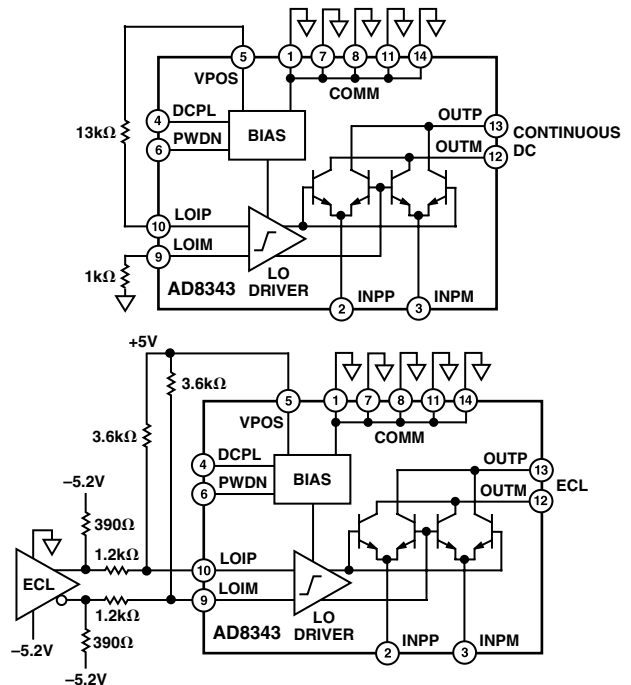 1 7 8 11 14
5
VPOS
COMM
4 DCPL
6 PWDN
BIAS
13kΩ
OUTP 13
OUTM 12
CONTINUOUS
DC
10 LOIP
9 LOIM
1kΩ
LO
DRIVER
AD8343
2 INPP
3 INPM
+5V
3.6kΩ
3.6kΩ
5
VPOS
1 7 8 11 14
COMM
4 DCPL
6 PWDN
BIAS
OUTP 13
OUTM 12
ECL
–5.2V
390Ω
1.2kΩ
ECL
10 LOIP
9 LOIM
1.2kΩ
–5.2V
390Ω
–5.2V
LO
DRIVER
AD8343
2 INPP
3 INPM